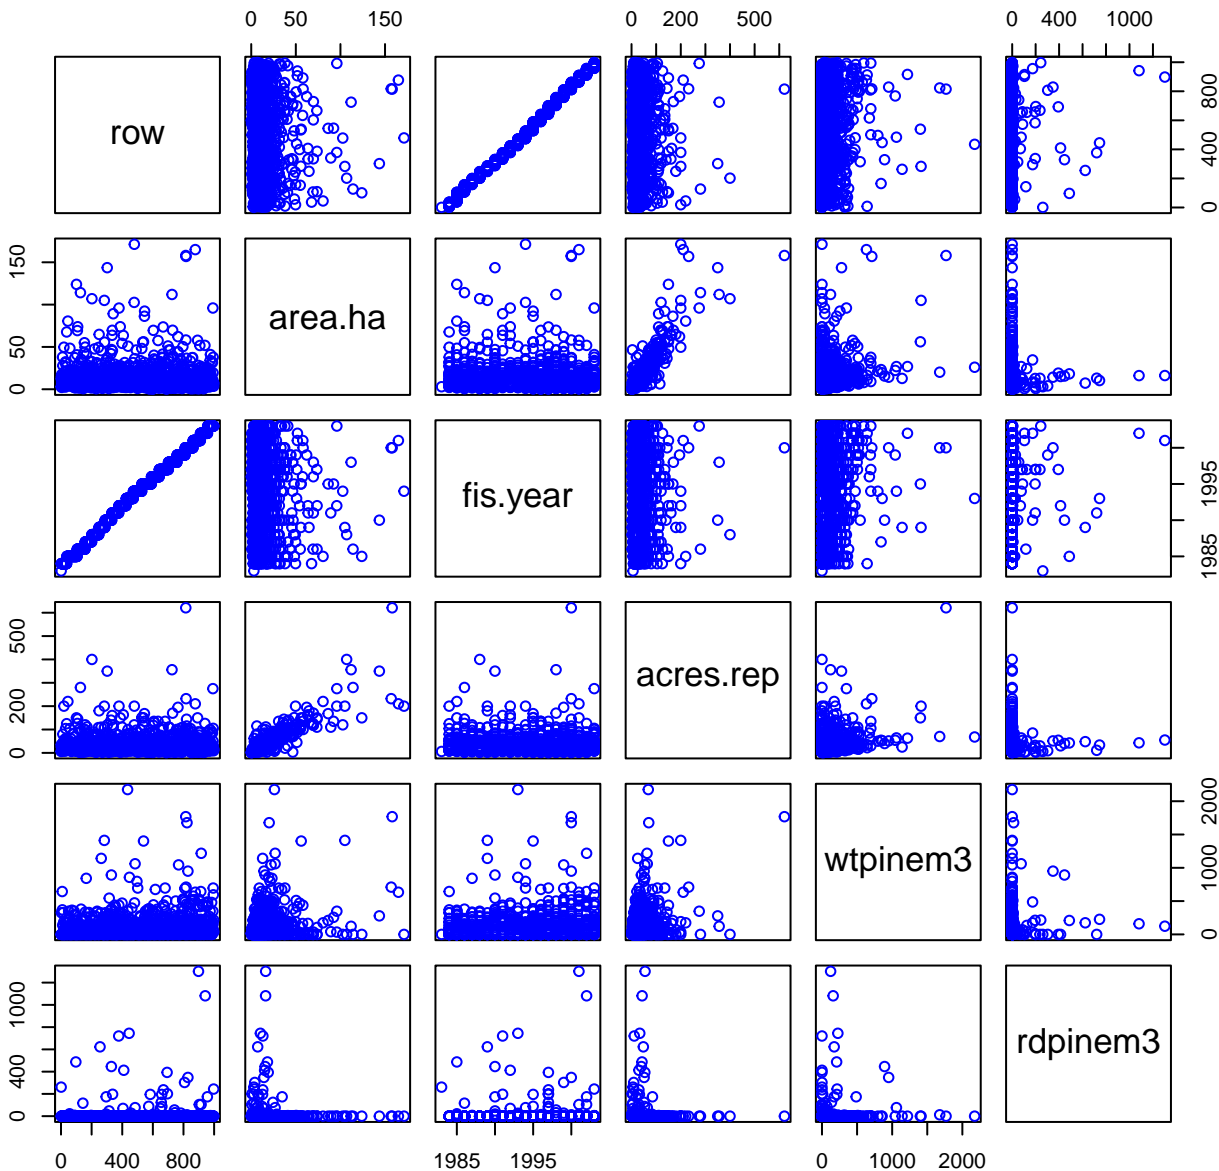 0 50 150 0 200 600 0 400 1000
row 0 400 800
0 50 150 area.ha
fis.year 1985 1995
0 200 500 acres.rep
wtpinem3 0 1000 2000
0 400 1000 rdpinem3
0 400 800 1985 1995 0 1000 2000